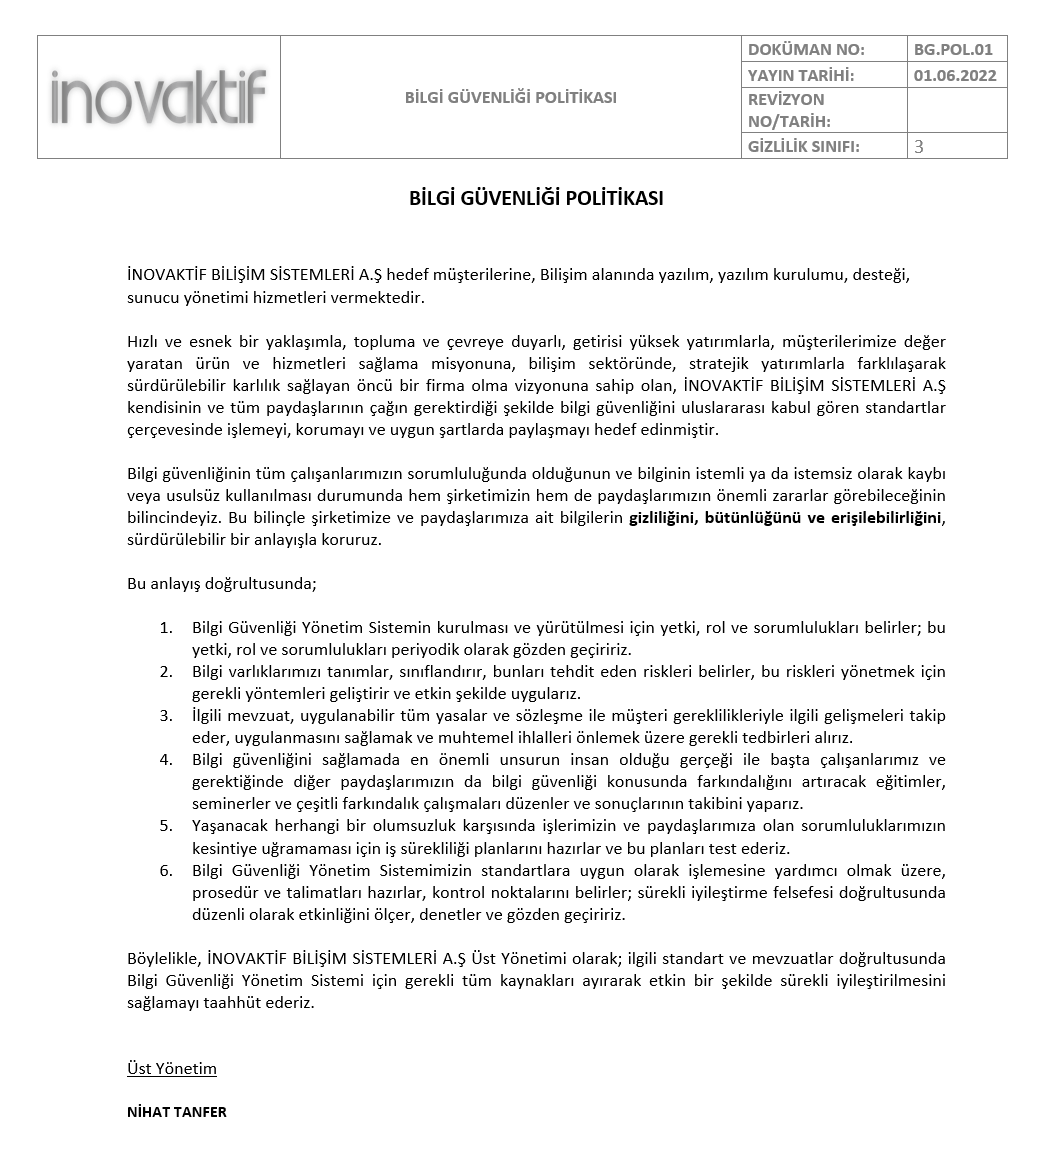 inovaktif
BİLGİ GÜVENLİĞİ POLİTİKASI
DOKÜMAN NO: BG.POL.01
YAYIN TARİHİ: 01.06.2022
REVİZYON
NO/TARİH:
GİZLİLİK SINIFI: 3
BİLGİ GÜVENLİĞİ POLİTİKASI
İNOVAKTİF BİLİŞİM SİSTEMLERİ A.Ş hedef müşterilerine, Bilişim alanında yazılım, yazılım kurulumu, desteği,
sunucu yönetimi hizmetleri vermektedir.
Hızlı ve esnek bir yaklaşımla, topluma ve çevreye duyarlı, getirisi yüksek yatırımlarla, müşterilerimize değer
yaratan ürün ve hizmetleri sağlama misyonuna, bilişim sektöründe, stratejik yatırımlarla farklılaşarak
sürdürülebilir karlılık sağlayan öncü bir firma olma vizyonuna sahip olan, İNOVAKTİF BİLİŞİM SİSTEMLERİ A.Ş
kendisinin ve tüm paydaşlarının çağın gerektirdiği şekilde bilgi güvenliğini uluslararası kabul gören standartlar
çerçevesinde işlemeyi, korumayı ve uygun şartlarda paylaşmayı hedef edinmiştir.
Bilgi güvenliğinin tüm çalışanlarımızın sorumluluğunda olduğunun ve bilginin istemli ya da istemsiz olarak kaybı
veya usulsüz kullanılması durumunda hem şirketimizin hem de paydaşlarımızın önemli zararlar görebileceğinin
bilincindeyiz. Bu bilinçle şirketimize ve paydaşlarımıza ait bilgilerin gizliliğini, bütünlüğünü ve erişilebilirliğini,
sürdürülebilir bir anlayışla koruruz.
Bu anlayış doğrultusunda;
1. Bilgi Güvenliği Yönetim Sistemin kurulması ve yürütülmesi için yetki, rol ve sorumlulukları belirler; bu
yetki, rol ve sorumlulukları periyodik olarak gözden geçiririz.
2. Bilgi varlıklarımızı tanımlar, sınıflandırır, bunları tehdit eden riskleri belirler, bu riskleri yönetmek için
gerekli yöntemleri geliştirir ve etkin şekilde uygularız.
3. İlgili mevzuat, uygulanabilir tüm yasalar ve sözleşme ile müşteri gereklilikleriyle ilgili gelişmeleri takip
eder, uygulanmasını sağlamak ve muhtemel ihlalleri önlemek üzere gerekli tedbirleri alırız.
4. Bilgi güvenliğini sağlamada en önemli unsurun insan olduğu gerçeği ile başta çalışanlarımız ve
gerektiğinde diğer paydaşlarımızın da bilgi güvenliği konusunda farkındalığını artıracak eğitimler,
seminerler ve çeşitli farkındalık çalışmaları düzenler ve sonuçlarının takibini yaparız.
5. Yaşanacak herhangi bir olumsuzluk karşısında işlerimizin ve paydaşlarımıza olan sorumluluklarımızın
kesintiye uğramaması için iş sürekliliği planlarını hazırlar ve bu planları test ederiz.
6. Bilgi Güvenliği Yönetim Sistemimizin standartlara uygun olarak işlemesine yardımcı olmak üzere,
prosedür ve talimatları hazırlar, kontrol noktalarını belirler; sürekli iyileştirme felsefesi doğrultusunda
düzenli olarak etkinliğini ölçer, denetler ve gözden geçiririz.
Böylelikle, İNOVAKTİF BİLİŞİM SİSTEMLERİ A.Ş Üst Yönetimi olarak; ilgili standart ve mevzuatlar doğrultusunda
Bilgi Güvenliği Yönetim Sistemi için gerekli tüm kaynakları ayırarak etkin bir şekilde sürekli iyileştirilmesini
sağlamayı taahhüt ederiz.
Üst Yönetim
NİHAT TANFER